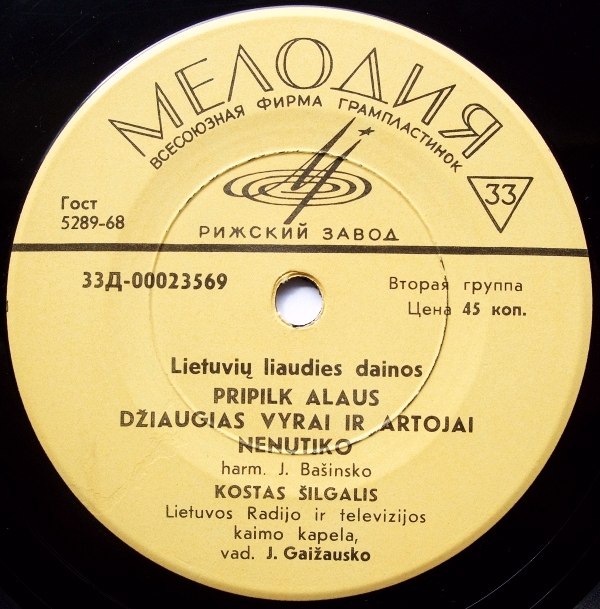 МЕЛОДИЯ
ВСЕСОЮЗНАЯ ФИРМА ГРАМПЛАСТИНОК
33
Гост
5289-68
РИЖСКИЙ ЗАВОД
33Д-00023569
Вторая группа
Цена 45 коп.
Lietuvių liaudies dainos
PRIPILK ALAUS
DŽIAUGIAS VYRAI IR ARTOJAI
NENUTIKO
harm. J. Bašinsko
KOSTAS ŠILGALIS
Lietuvos Radijo ir televizijos
kaimo kapela,
vad. J. Gaižausko